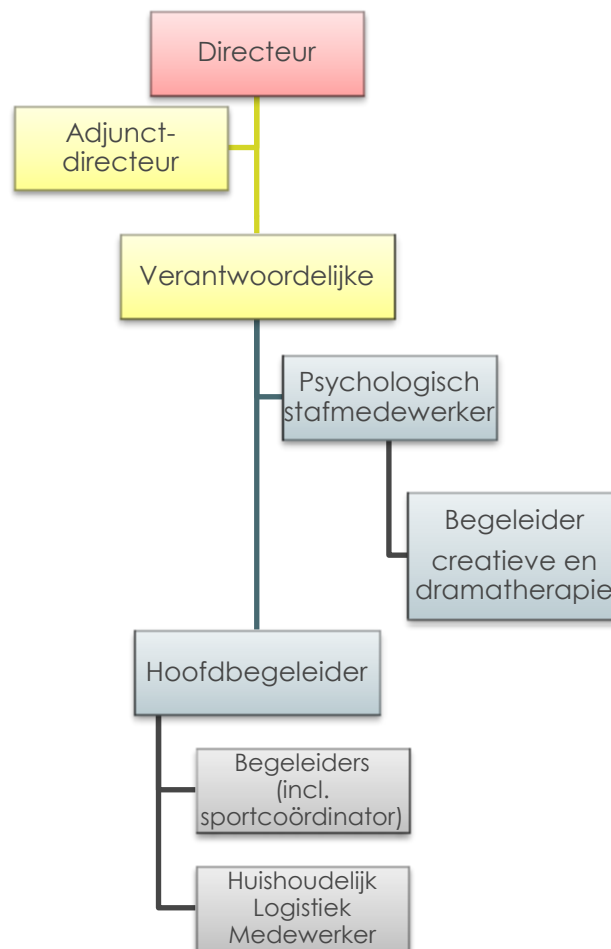 Directeur
Adjunct-
directeur
Verantwoordelijke
Psychologisch
stafmedewerker
Begeleider
creatieve en
dramatherapie
Hoofdbegeleider
Begeleiders
(incl.
sportcoördinator)
Huishoudelijk
Logistiek
Medewerker